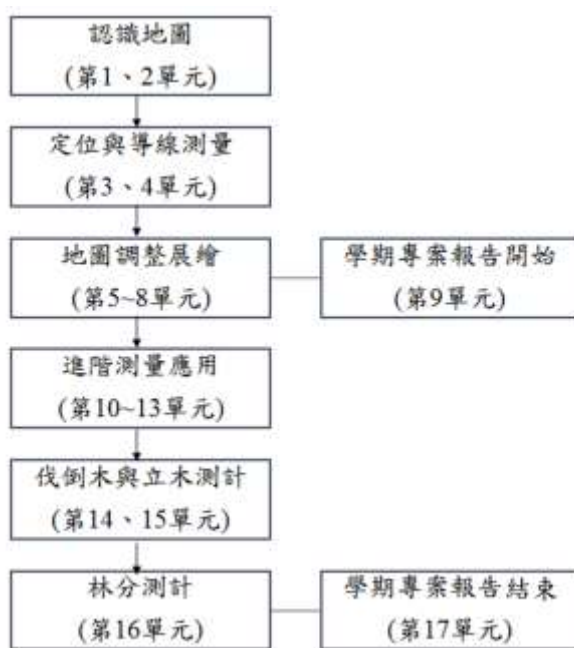 認識地圖
(第1、2單元)
定位與導線測量
(第3、4單元)
地圖調整展繪
(第5~8單元)
學期專案報告開始
(第9單元)
進階測量應用
(第10~13單元)
伐倒木與立木測計
(第14、15單元)
林分測計
(第16單元)
學期專案報告結束
(第17單元)